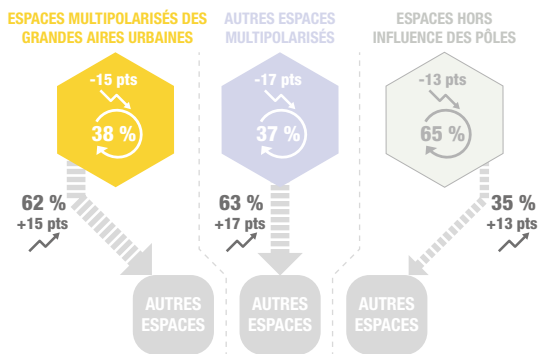 ESPACES MULTIPOLARISÉS DES
GRANDES AIRES URBAINES
-15 pts
38 %
62 %
+15 pts
AUTRES
ESPACES
AUTRES ESPACES
MULTIPOLARISÉS
-17 pts
37 %
63 %
+17 pts
AUTRES
ESPACES
ESPACES HORS
INFLUENCE DES PÔLES
-13 pts
65 %
35 %
+13 pts
AUTRES
ESPACES